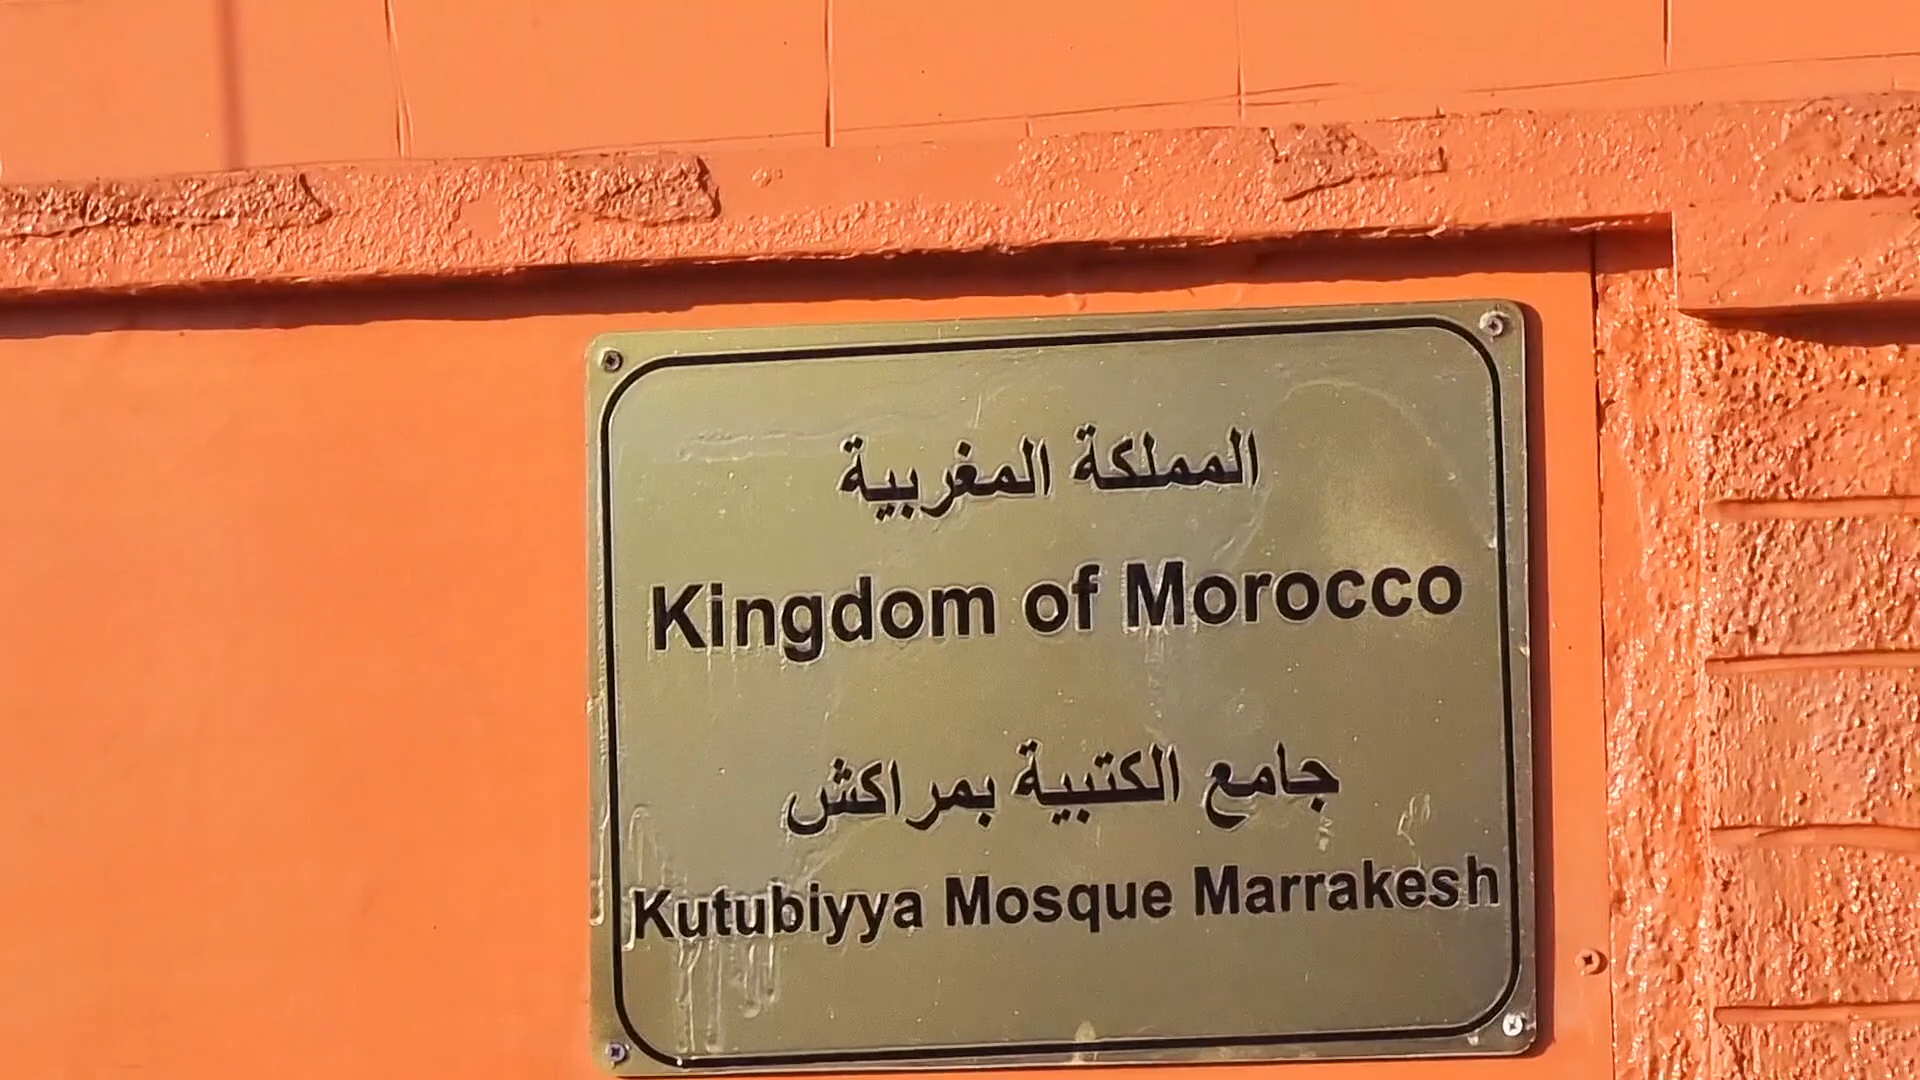 المملكة المغربية
Kingdom of Morocco
جامع الكتبية بمراكش
Kutubiyya Mosque Marrakesh